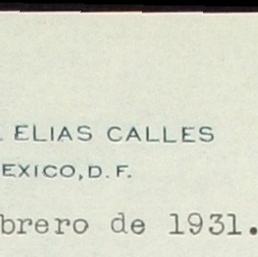 ELIAS CALLES
EXICO, D. F.
brero de 1931.